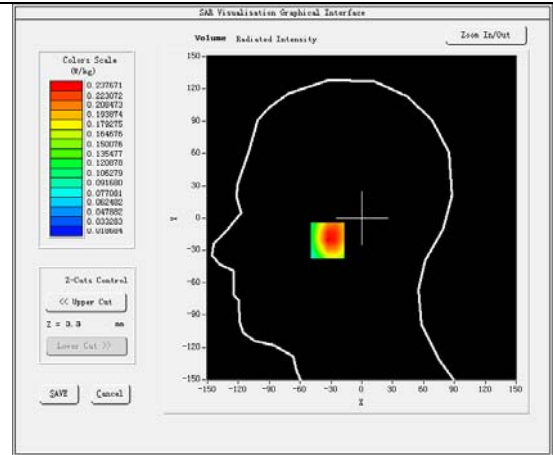 SAR Visualisation Graphical Interface
Volume Radiated Intensity
Zoom In/Out
Colors Scale
(W/kg)
0.237671
0.223072
0.208473
0.193874
0.179275
0.164676
0.150076
0.135477
0.120878
0.106279
0.091680
0.077081
0.062482
0.047882
0.033283
0.018684
Z-Cuts Control
<< Upper Cut
Z = 3.3 mm
Lower Cut >>
SAVE
Cancel
150
120
90
60
30
0
-30
-60
-90
-120
-150
Y
-150 -120 -90 -60 -30 0 30 60 90 120 150
X